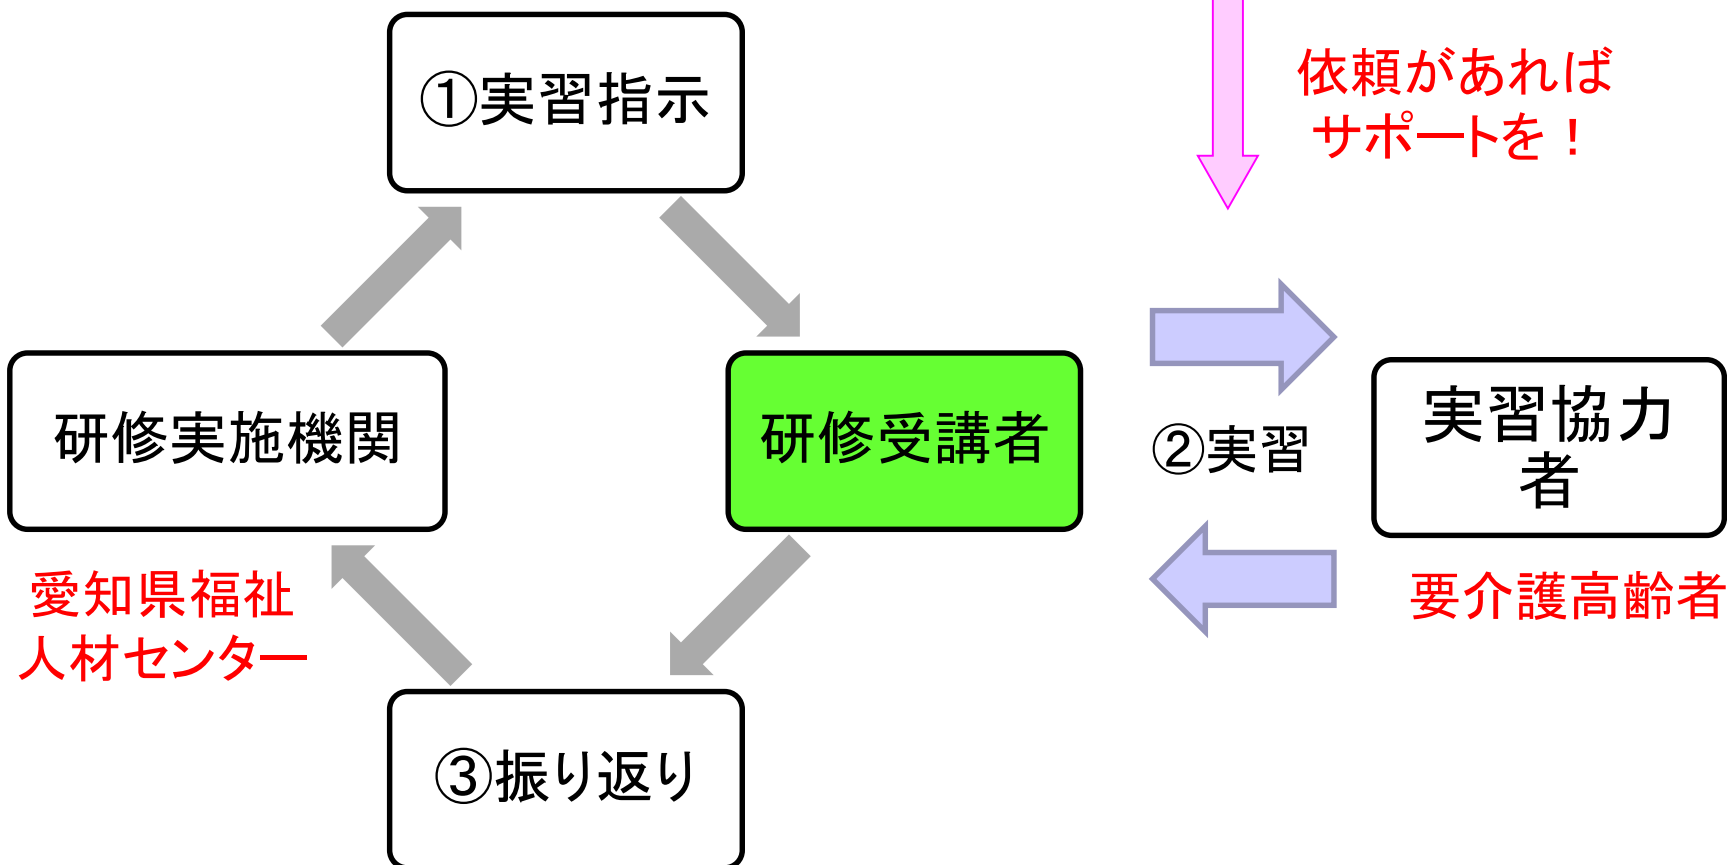 ①実習指示
依頼があれば
サポートを！
研修実施機関
研修受講者
②実習
実習協力
者
愛知県福祉
人材センター
要介護高齢者
③振り返り